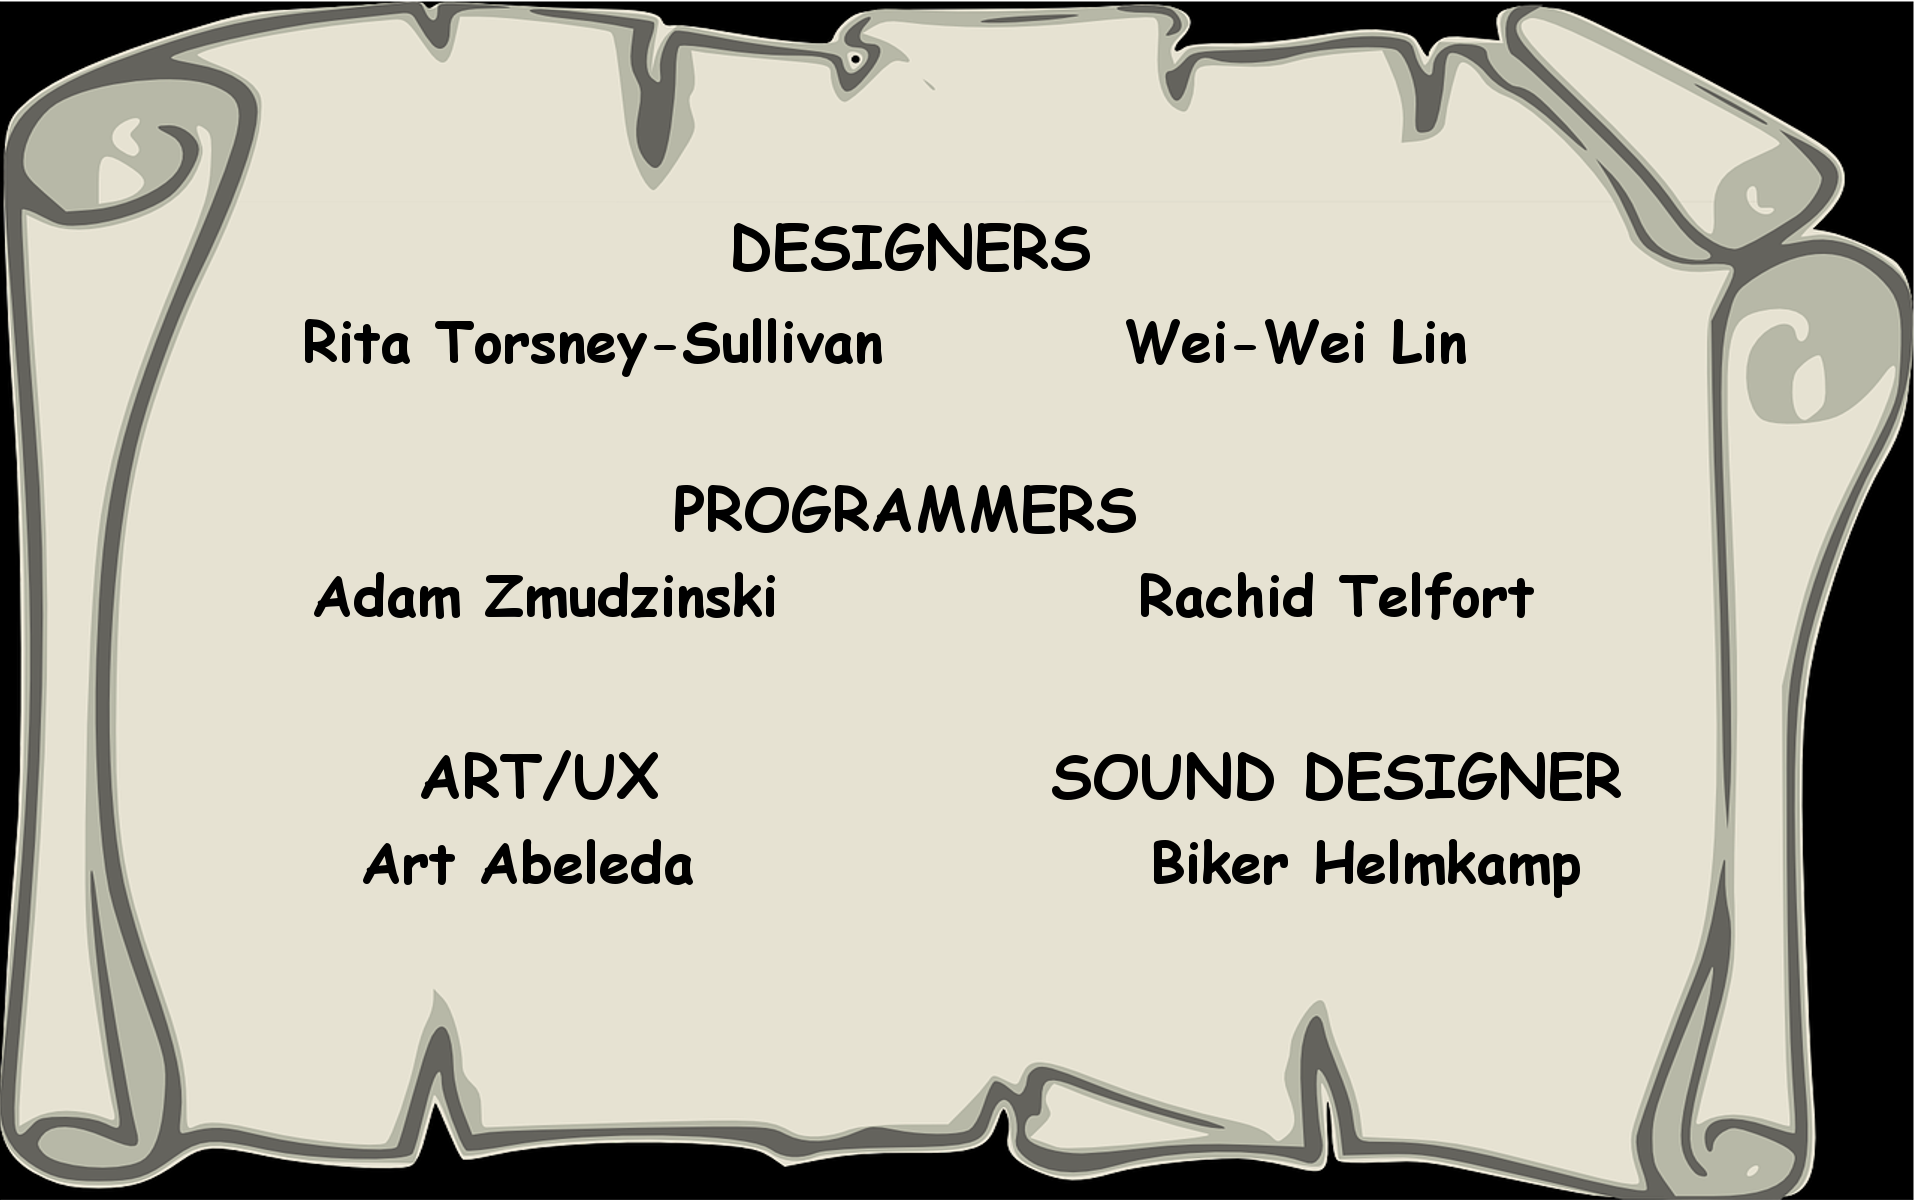 DESIGNERS
Rita Torsney-Sullivan Wei-Wei Lin
PROGRAMMERS
Adam Zmudzinski Rachid Telfort
ART/UX SOUND DESIGNER
Art Abeleda Biker Helmkamp